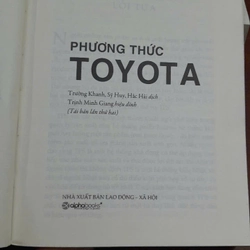 PHƯƠNG THỨC
TOYOTA
Trường Khanh, Sỹ Huy, Hắc Hải dịch
Trịnh Minh Giang hiệu đính
(Tái bản lần thứ hai)
NHÀ XUẤT BẢN LAO ĐỘNG - XÃ HỘI
alphabooks